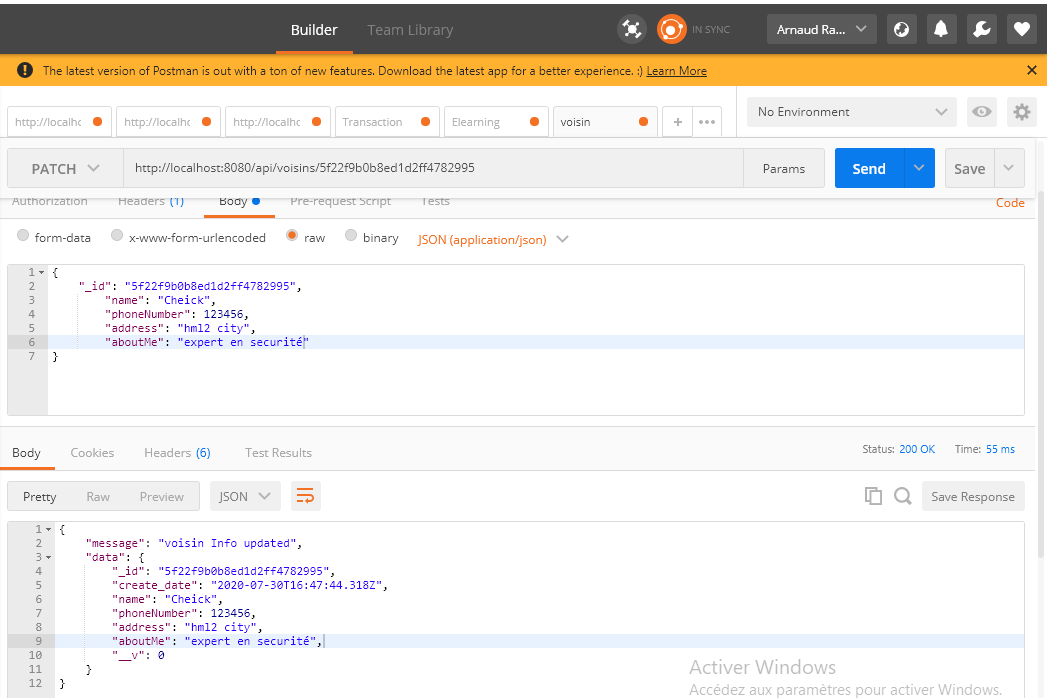 Builder Team Library IN SYNC Arnaud Ra...
The latest version of Postman is out with a ton of new features. Download the latest app for a better experience. :) Learn More
http://localhc http://localhc http://localhc Transaction Elearning voisin + ••• No Environment
PATCH http://localhost:8080/api/voisins/5f22f9b0b8ed1d2ff4782995 Params Send Save
Authorization Headers (1) Body Pre-request Script Tests Code
form-data x-www-form-urlencoded raw binary JSON (application/json)
1 {
2 "_id": "5f22f9b0b8ed1d2ff4782995",
3 "name": "Cheick",
4 "phoneNumber": 123456,
5 "address": "hml2 city",
6 "aboutMe": "expert en securité"
7 }
Body Cookies Headers (6) Test Results Status: 200 OK Time: 55 ms
Pretty Raw Preview JSON Save Response
1 {
2 "message": "voisin Info updated",
3 "data": {
4 "_id": "5f22f9b0b8ed1d2ff4782995",
5 "create_date": "2020-07-30T16:47:44.318Z",
6 "name": "Cheick",
7 "phoneNumber": 123456,
8 "address": "hml2 city",
9 "aboutMe": "expert en securité",
10 "__v": 0
11 }
12 }
Activer Windows
Accédez aux paramètres pour activer Windows.